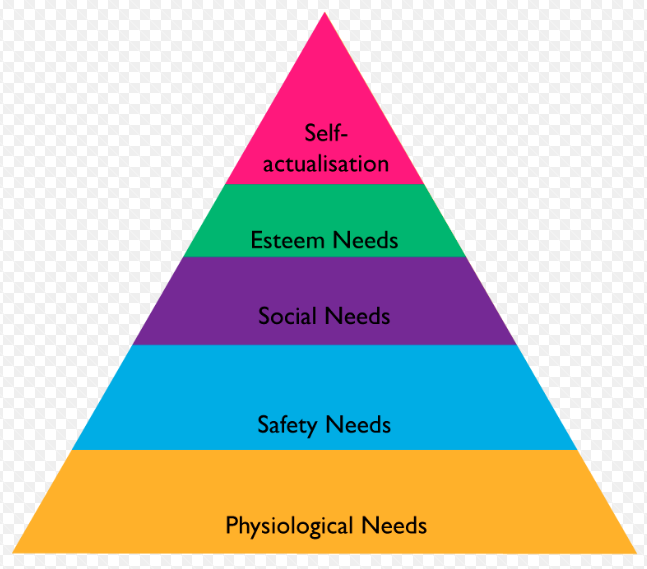 Self-
actualisation
Esteem Needs
Social Needs
Safety Needs
Physiological Needs